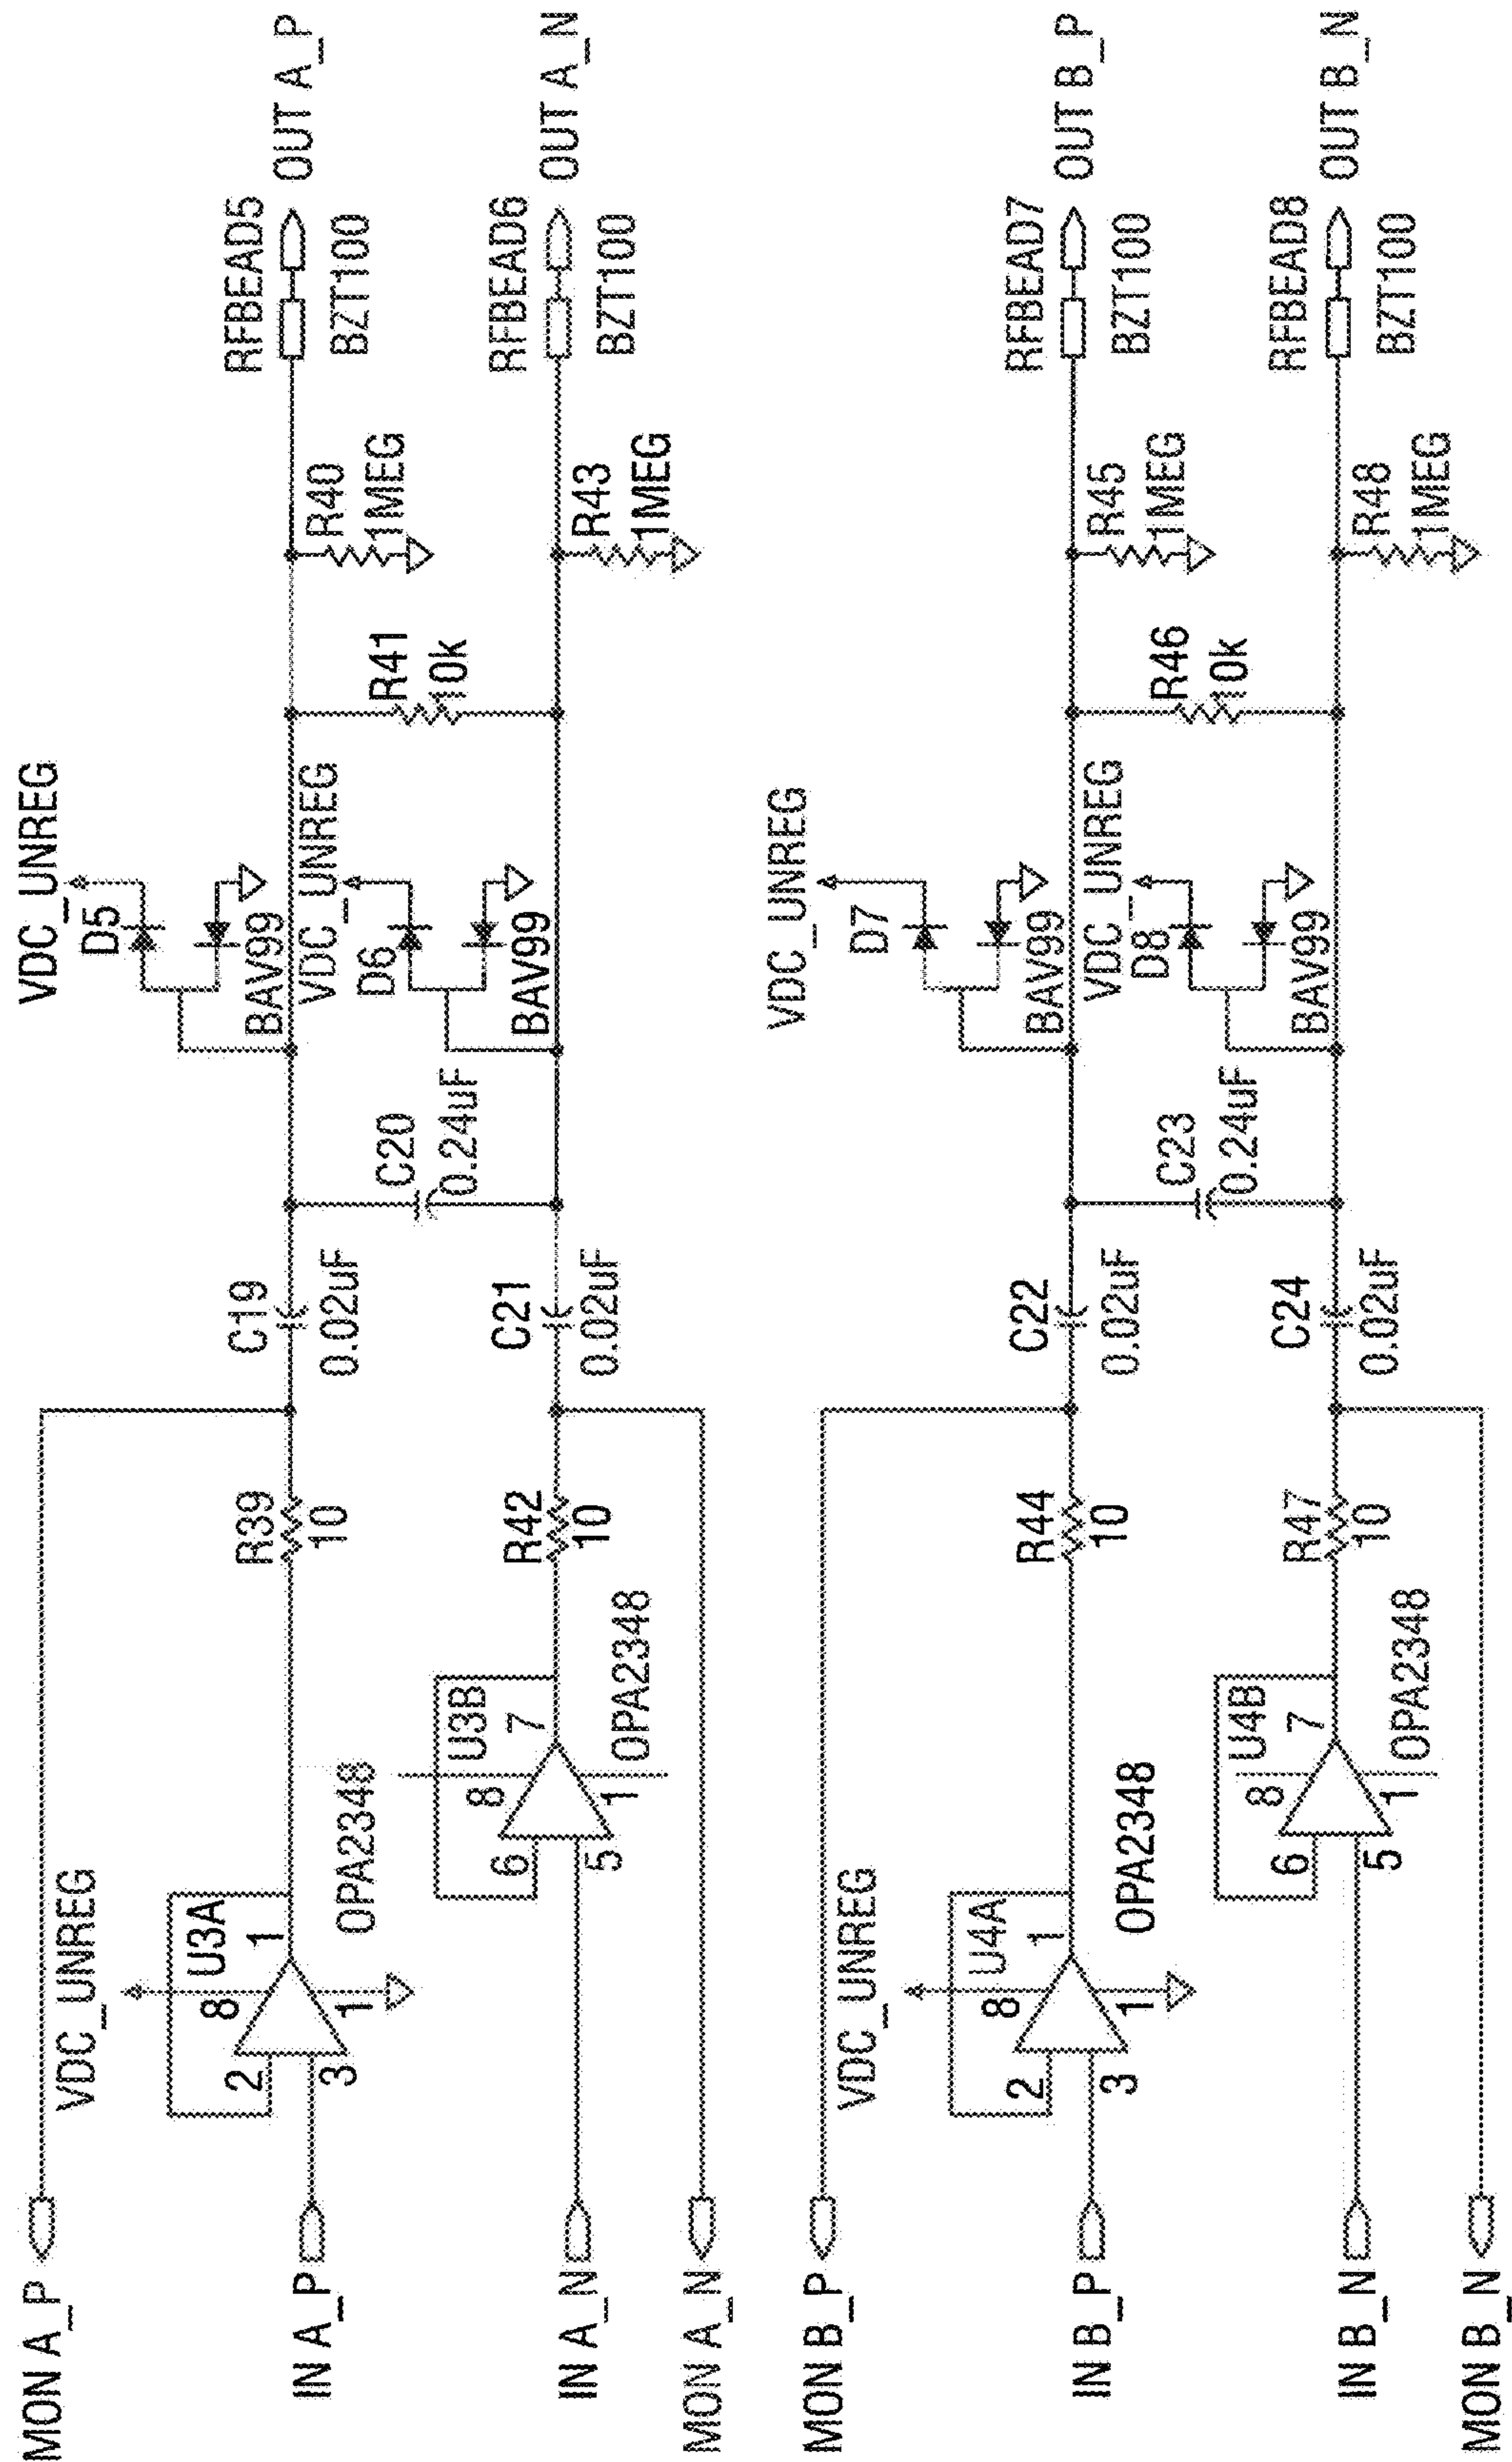 MON A_P
VDC_UNREG
U3A
8
1
2
3
1
OPA2348
IN A_P
R39
10
C19
0.02uF
VDC_UNREG
D5
BAV99
R40
1MEG
RFBEAD5
BZT100
OUT A_P
U3B
8
7
6
5
1
OPA2348
IN A_N
MON A_N
R42
10
C21
0.02uF
C20
0.24uF
VDC_UNREG
D6
BAV99
R41
10k
R43
1MEG
RFBEAD6
BZT100
OUT A_N
MON B_P
VDC_UNREG
U4A
8
1
2
3
1
OPA2348
IN B_P
R44
10
C22
0.02uF
VDC_UNREG
D7
BAV99
R45
1MEG
RFBEAD7
BZT100
OUT B_P
U4B
8
7
6
5
1
OPA2348
IN B_N
MON B_N
R47
10
C24
0.02uF
C23
0.24uF
VDC_UNREG
D8
BAV99
R46
10k
R48
1MEG
RFBEAD8
BZT100
OUT B_N